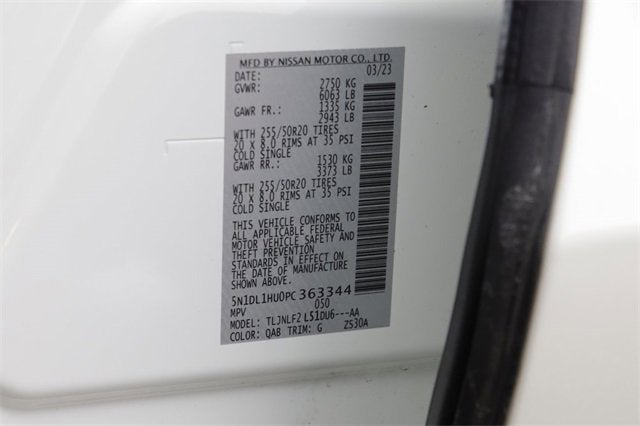 MFD BY NISSAN MOTOR CO., LTD.
DATE: 03/23
GVWR: 2750 KG
6063 LB
GAWR FR.: 1335 KG
2943 LB
WITH 255/50R20 TIRES
20 X 8.0 RIMS AT 35 PSI
COLD SINGLE
GAWR RR.: 1530 KG
3373 LB
WITH 255/50R20 TIRES
20 X 8.0 RIMS AT 35 PSI
COLD SINGLE
THIS VEHICLE CONFORMS TO
ALL APPLICABLE FEDERAL
MOTOR VEHICLE SAFETY AND
THEFT PREVENTION
STANDARDS IN EFFECT ON
THE DATE OF MANUFACTURE
SHOWN ABOVE.
5N1DL1HU0PC363344
MPV 050
MODEL: TLJNLF2 L51DU6---AA
COLOR: QAB TRIM: G ZS30A